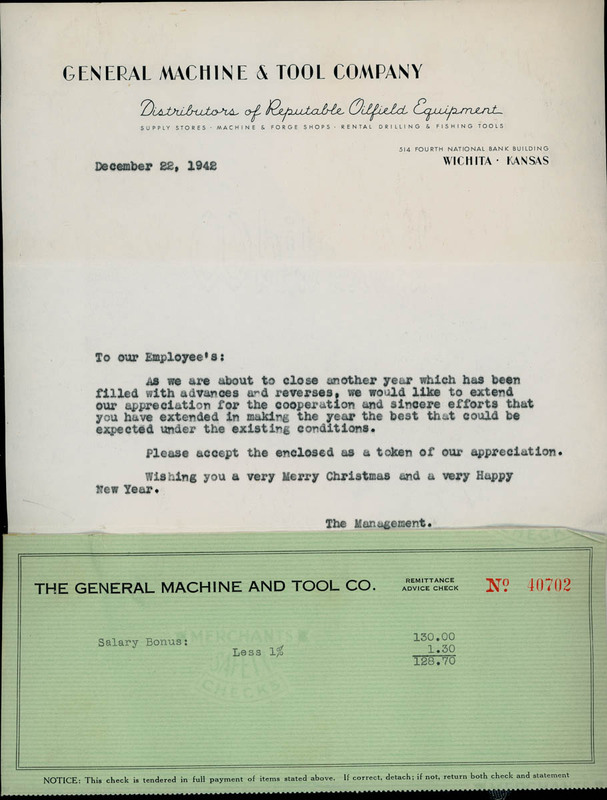 GENERAL MACHINE & TOOL COMPANY
Distributors of Reputable Oilfield Equipment
SUPPLY STORES · MACHINE & FORGE SHOPS · RENTAL DRILLING & FISHING TOOLS
514 FOURTH NATIONAL BANK BUILDING
WICHITA · KANSAS
December 22, 1942
To our Employee's:
As we are about to close another year which has been
filled with advances and reverses, we would like to extend
our appreciation for the cooperation and sincere efforts that
you have extended in making the year the best that could be
expected under the existing conditions.
Please accept the enclosed as a token of our appreciation.
Wishing you a very Merry Christmas and a very Happy
New Year.
The Management.
THE GENERAL MACHINE AND TOOL CO.
REMITTANCE
ADVICE CHECK
No 40702
MERCHANTS
SAFETY
CHECKS
Salary Bonus: 130.00
Less 1% 1.30
128.70
NOTICE: This check is tendered in full payment of items stated above. If correct, detach; if not, return both check and statement